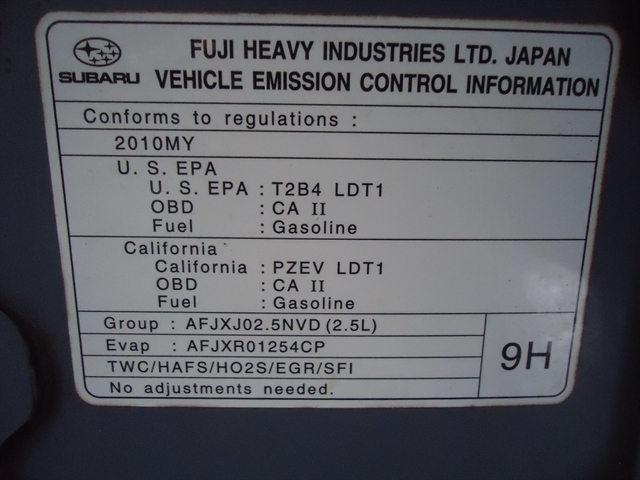 FUJI HEAVY INDUSTRIES LTD. JAPAN
SUBARU VEHICLE EMISSION CONTROL INFORMATION
Conforms to regulations :
2010MY
U. S. EPA
U. S. EPA : T2B4 LDT1
OBD : CA II
Fuel : Gasoline
California
California : PZEV LDT1
OBD : CA II
Fuel : Gasoline
Group : AFJXJ02.5NVD (2.5L)
Evap : AFJXR01254CP
9H
TWC/HAFS/HO2S/EGR/SFI
No adjustments needed.